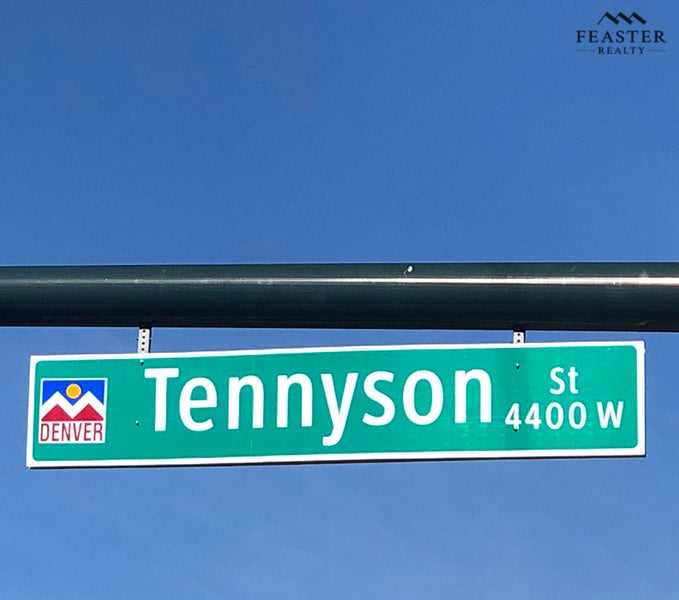 FEASTER
REALTY
Tennyson St
4400 W
DENVER